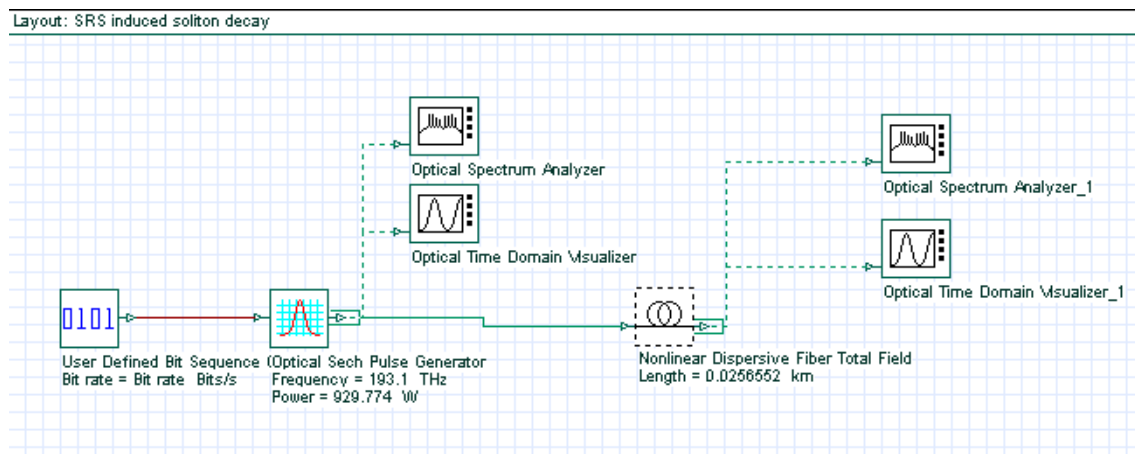 Layout: SRS induced soliton decay
Optical Spectrum Analyzer
Optical Time Domain Visualizer
Optical Spectrum Analyzer_1
Optical Time Domain Visualizer_1
0101
User Defined Bit Sequence (
Bit rate = Bit rate Bits/s
Optical Sech Pulse Generator
Frequency = 193.1 THz
Power = 929.774 W
Nonlinear Dispersive Fiber Total Field
Length = 0.0256552 km